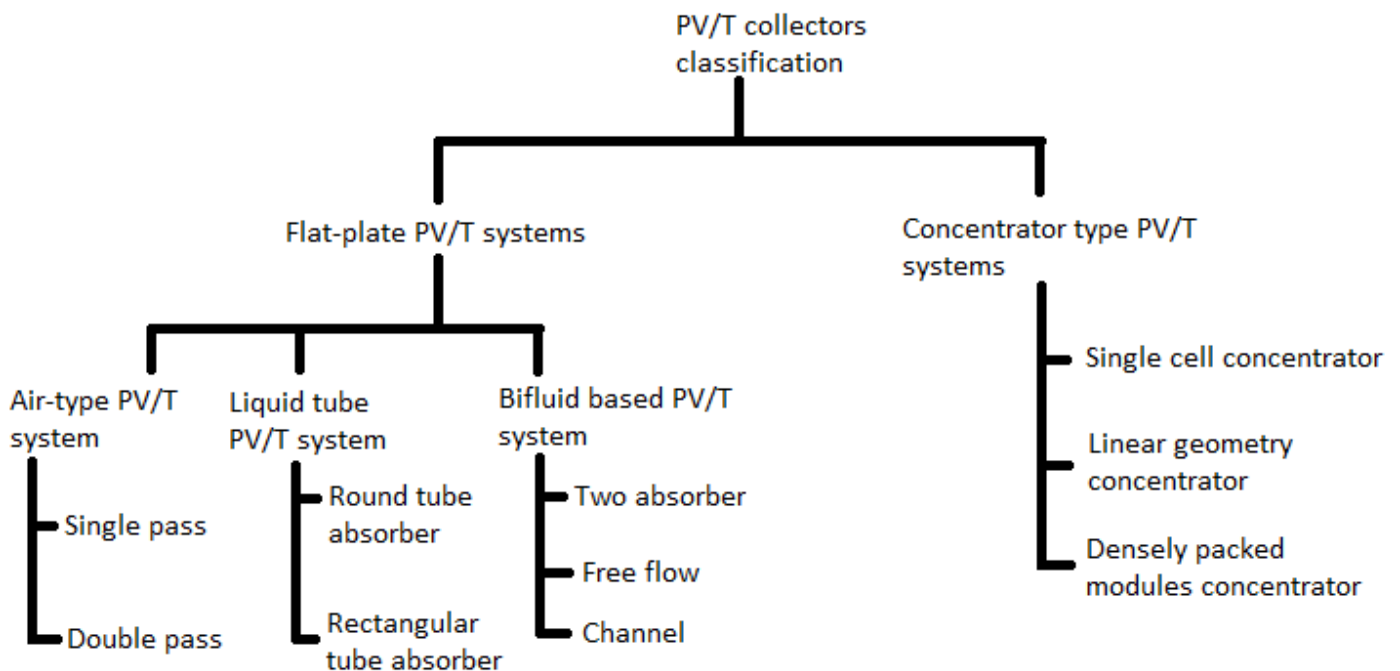 PV/T collectors
classification
Flat-plate PV/T systems
Concentrator type PV/T
systems
Air-type PV/T
system
Single pass
Double pass
Liquid tube
PV/T system
Round tube
absorber
Rectangular
tube absorber
Bifluid based PV/T
system
Two absorber
Free flow
Channel
Single cell concentrator
Linear geometry
concentrator
Densely packed
modules concentrator